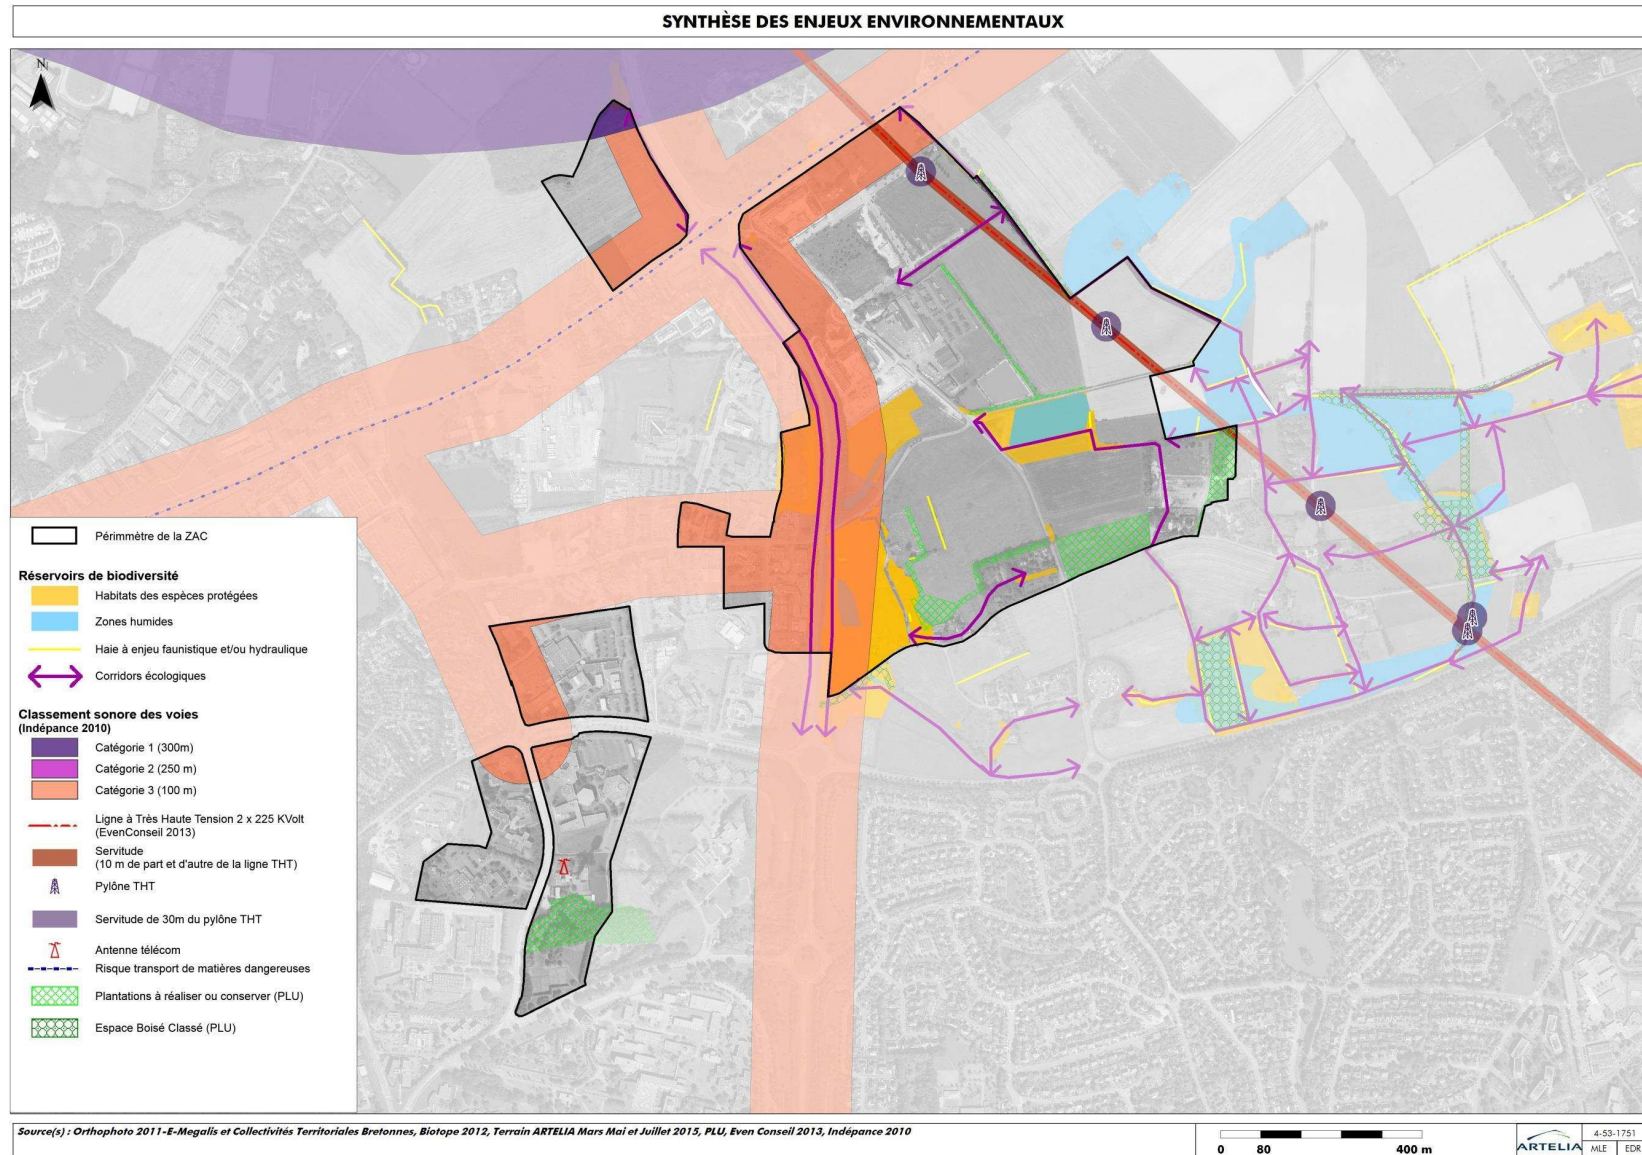 SYNTHÈSE DES ENJEUX ENVIRONNEMENTAUX
N
Périmmètre de la ZAC
Réservoirs de biodiversité
Habitats des espèces protégées
Zones humides
Haie à enjeu faunistique et/ou hydraulique
Corridors écologiques
Classement sonore des voies
(Indépance 2010)
Catégorie 1 (300m)
Catégorie 2 (250 m)
Catégorie 3 (100 m)
Ligne à Très Haute Tension 2 x 225 KVolt
(EvenConseil 2013)
Servitude
(10 m de part et d'autre de la ligne THT)
Pylône THT
Servitude de 30m du pylône THT
Antenne télécom
Risque transport de matières dangereuses
Plantations à réaliser ou conserver (PLU)
Espace Boisé Classé (PLU)
Source(s) : Orthophoto 2011-E-Megalis et Collectivités Territoriales Bretonnes, Biotope 2012, Terrain ARTELIA Mars Mai et Juillet 2015, PLU, Even Conseil 2013, Indépance 2010
0 80 400 m
ARTELIA
4-53-1751
MLE EDR